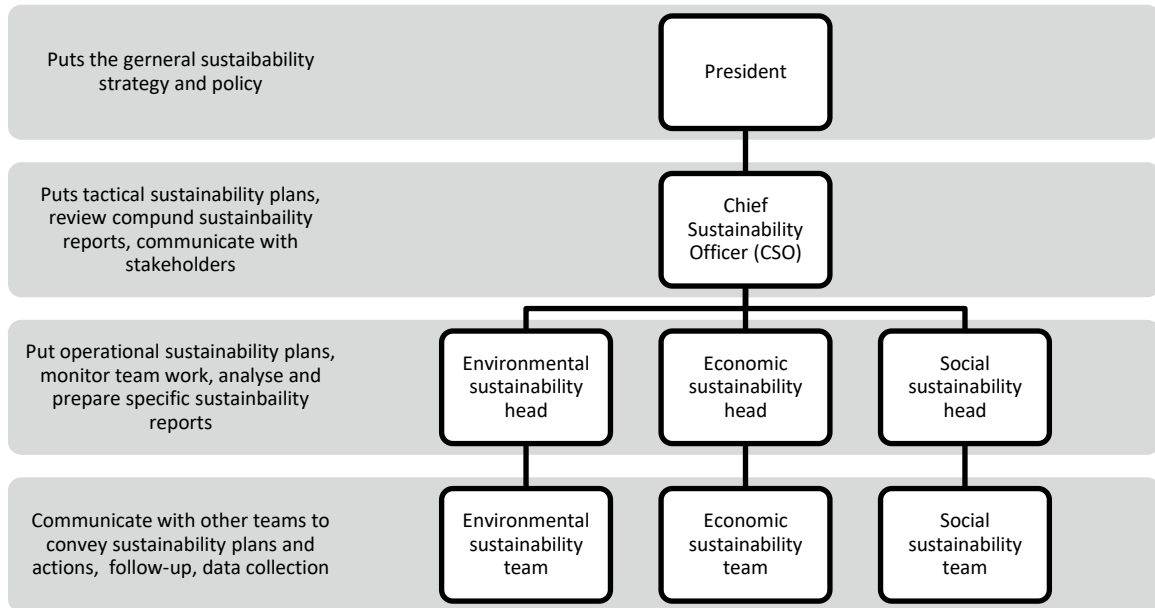 Puts the gerneral sustaibability
strategy and policy
President
Puts tactical sustainability plans,
review compund sustainbaility
reports, communicate with
stakeholders
Chief
Sustainability
Officer (CSO)
Put operational sustainability plans,
monitor team work, analyse and
prepare specific sustainbaility
reports
Environmental
sustainability
head
Economic
sustainability
head
Social
sustainability
head
Communicate with other teams to
convey sustainability plans and
actions,  follow-up, data collection
Environmental
sustainability
team
Economic
sustainability
team
Social
sustainability
team